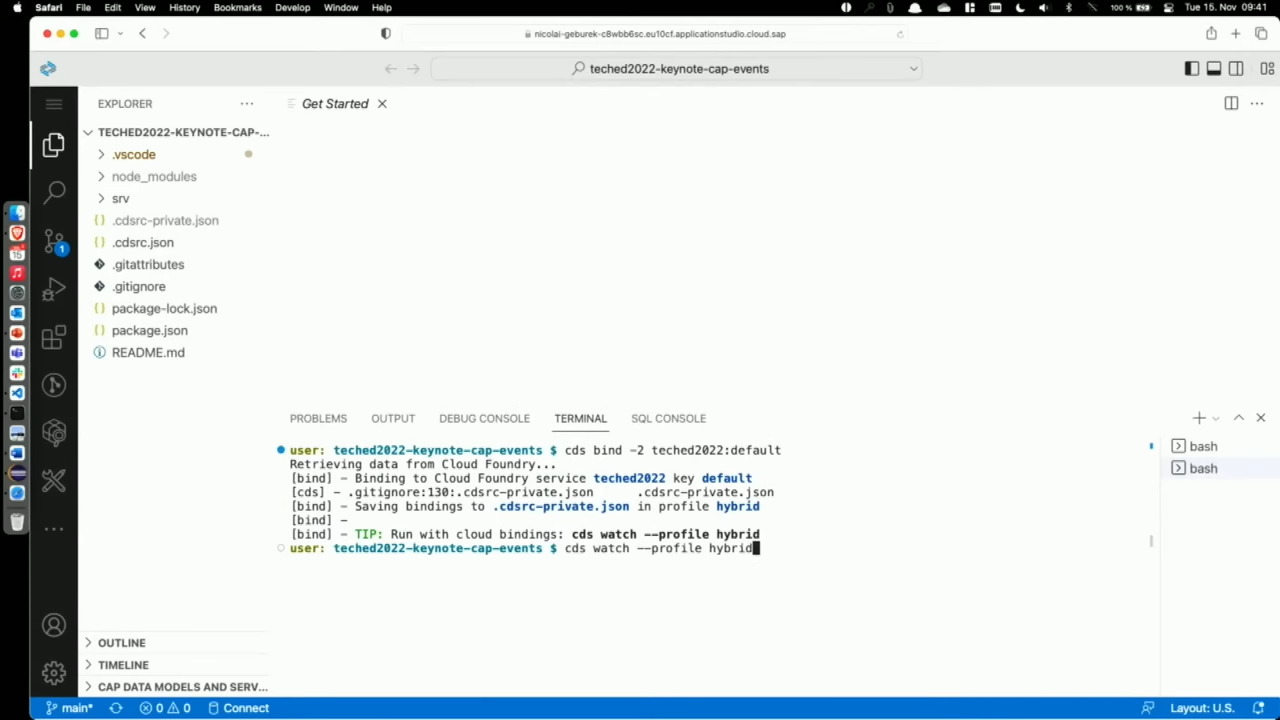 Safari File Edit View History Bookmarks Develop Window Help 100 % Tue 15. Nov 09:41
nicolai-geburek-c8wbb6sc.eu10cf.applicationstudio.cloud.sap
teched2022-keynote-cap-events
EXPLORER
Get Started
TECHED2022-KEYNOTE-CAP-...
.vscode
node_modules
srv
{} .cdsrc-private.json
{} .cdsrc.json
.gitattributes
.gitignore
{} package-lock.json
{} package.json
README.md
15
1
PROBLEMS OUTPUT DEBUG CONSOLE TERMINAL SQL CONSOLE
user: teched2022-keynote-cap-events $ cds bind -2 teched2022:default
Retrieving data from Cloud Foundry...
[bind] - Binding to Cloud Foundry service teched2022 key default
[cds] - .gitignore:130:.cdsrc-private.json .cdsrc-private.json
[bind] - Saving bindings to .cdsrc-private.json in profile hybrid
[bind] -
[bind] - TIP: Run with cloud bindings: cds watch --profile hybrid
user: teched2022-keynote-cap-events $ cds watch --profile hybrid
bash
bash
OUTLINE
TIMELINE
CAP DATA MODELS AND SERV...
main* 0 0 Connect Layout: U.S.